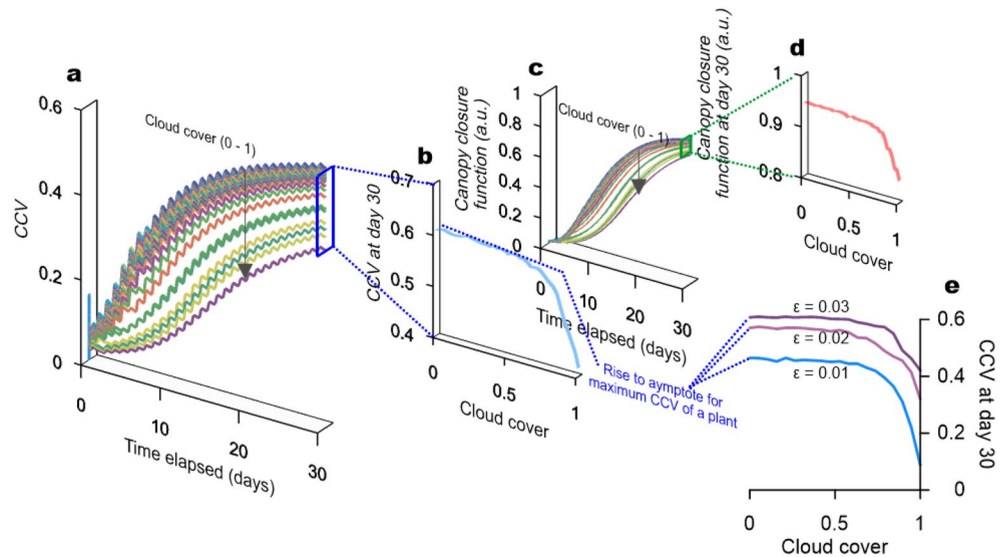 a
0.6
0.4
0.2
0
CCV
Cloud cover (0 - 1)
0
10
20
30
Time elapsed (days)
b
0.7
0.6
0.5
0.4
CCV at day 30
0
0.5
1
Cloud cover
c
1
0.8
0.6
0.4
0.2
0
Canopy closure
function (a.u.)
Cloud cover (0 - 1)
0
10
20
30
Time elapsed (days)
d
1
0.9
0.8
Canopy closure
function at day 30 (a.u.)
0
0.5
1
Cloud cover
Rise to aymptote for
maximum CCV of a plant
e
ε = 0.03
ε = 0.02
ε = 0.01
0.6
0.4
0.2
0
CCV at day 30
0
0.5
1
Cloud cover